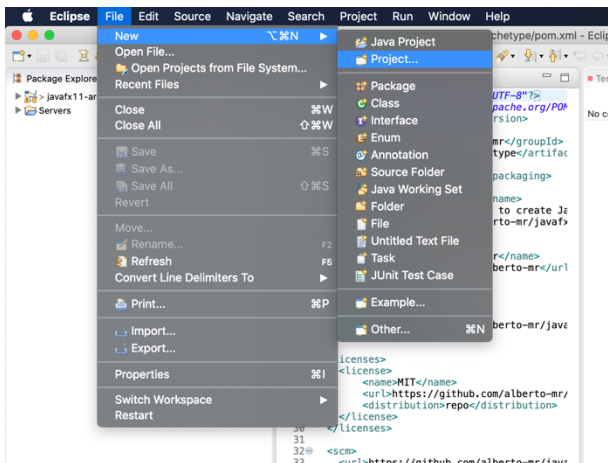 Eclipse File Edit Source Navigate Search Project Run Window Help
chetype/pom.xml - Eclip
Package Explore
javafx11-ar
Servers
New ⌥⌘N
Open File...
Open Projects from File System...
Recent Files
Close ⌘W
Close All ⇧⌘W
Save ⌘S
Save As...
Save All ⇧⌘S
Revert
Move...
Rename... F2
Refresh F5
Convert Line Delimiters To
Print... ⌘P
Import...
Export...
Properties ⌘I
Switch Workspace
Restart
Java Project
Project...
Package
Class
Interface
Enum
Annotation
Source Folder
Java Working Set
Folder
File
Untitled Text File
Task
JUnit Test Case
Example...
Other... ⌘N
Ter
No co
UTF-8"?>
pache.org/POM
rsion>
mr</groupId>
type</artifac
packaging>
name>
to create Ja
rto-mr/javafx
r</name>
berto-mr</url
berto-mr/java
icenses>
<license>
<name>MIT</name>
<url>https://github.com/alberto-mr/
<distribution>repo</distribution>
</license>
30 </licenses>
31
32 <scm>
33 <url>https://github.com/alberto-mr/java